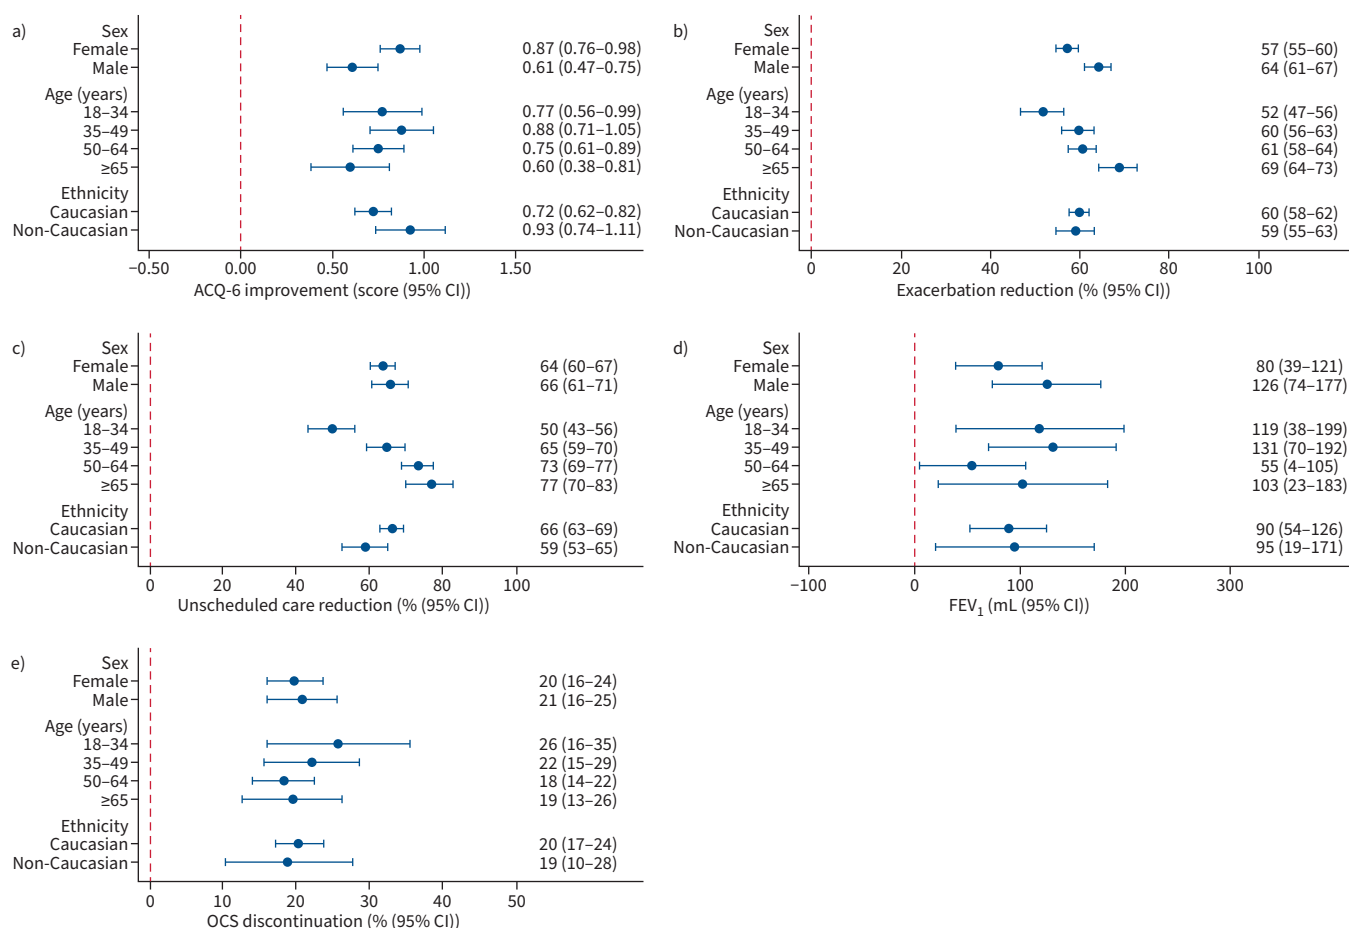 a)
Sex
Female 0.87 (0.76–0.98)
Male 0.61 (0.47–0.75)
Age (years)
18–34 0.77 (0.56–0.99)
35–49 0.88 (0.71–1.05)
50–64 0.75 (0.61–0.89)
≥65 0.60 (0.38–0.81)
Ethnicity
Caucasian 0.72 (0.62–0.82)
Non-Caucasian 0.93 (0.74–1.11)
−0.50 0.00 0.50 1.00 1.50
ACQ-6 improvement (score (95% CI))
b)
Sex
Female 57 (55–60)
Male 64 (61–67)
Age (years)
18–34 52 (47–56)
35–49 60 (56–63)
50–64 61 (58–64)
≥65 69 (64–73)
Ethnicity
Caucasian 60 (58–62)
Non-Caucasian 59 (55–63)
0 20 40 60 80 100
Exacerbation reduction (% (95% CI))
c)
Sex
Female 64 (60–67)
Male 66 (61–71)
Age (years)
18–34 50 (43–56)
35–49 65 (59–70)
50–64 73 (69–77)
≥65 77 (70–83)
Ethnicity
Caucasian 66 (63–69)
Non-Caucasian 59 (53–65)
0 20 40 60 80 100
Unscheduled care reduction (% (95% CI))
d)
Sex
Female 80 (39–121)
Male 126 (74–177)
Age (years)
18–34 119 (38–199)
35–49 131 (70–192)
50–64 55 (4–105)
≥65 103 (23–183)
Ethnicity
Caucasian 90 (54–126)
Non-Caucasian 95 (19–171)
−100 0 100 200 300
FEV1 (mL (95% CI))
e)
Sex
Female 20 (16–24)
Male 21 (16–25)
Age (years)
18–34 26 (16–35)
35–49 22 (15–29)
50–64 18 (14–22)
≥65 19 (13–26)
Ethnicity
Caucasian 20 (17–24)
Non-Caucasian 19 (10–28)
0 10 20 30 40 50
OCS discontinuation (% (95% CI))